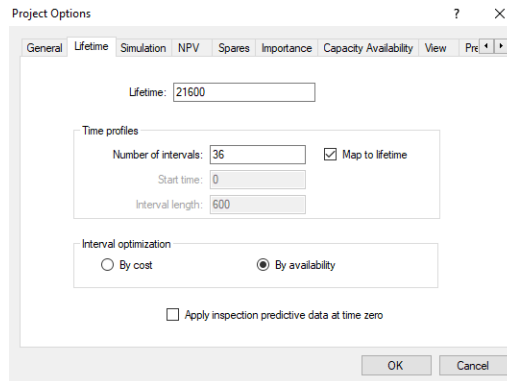 Project Options ?
General Lifetime Simulation NPV Spares Importance Capacity Availability View Pre
Lifetime: 21600
Time profiles
Number of intervals: 36 Map to lifetime
Start time: 0
Interval length: 600
Interval optimization
By cost By availability
Apply inspection predictive data at time zero
OK Cancel